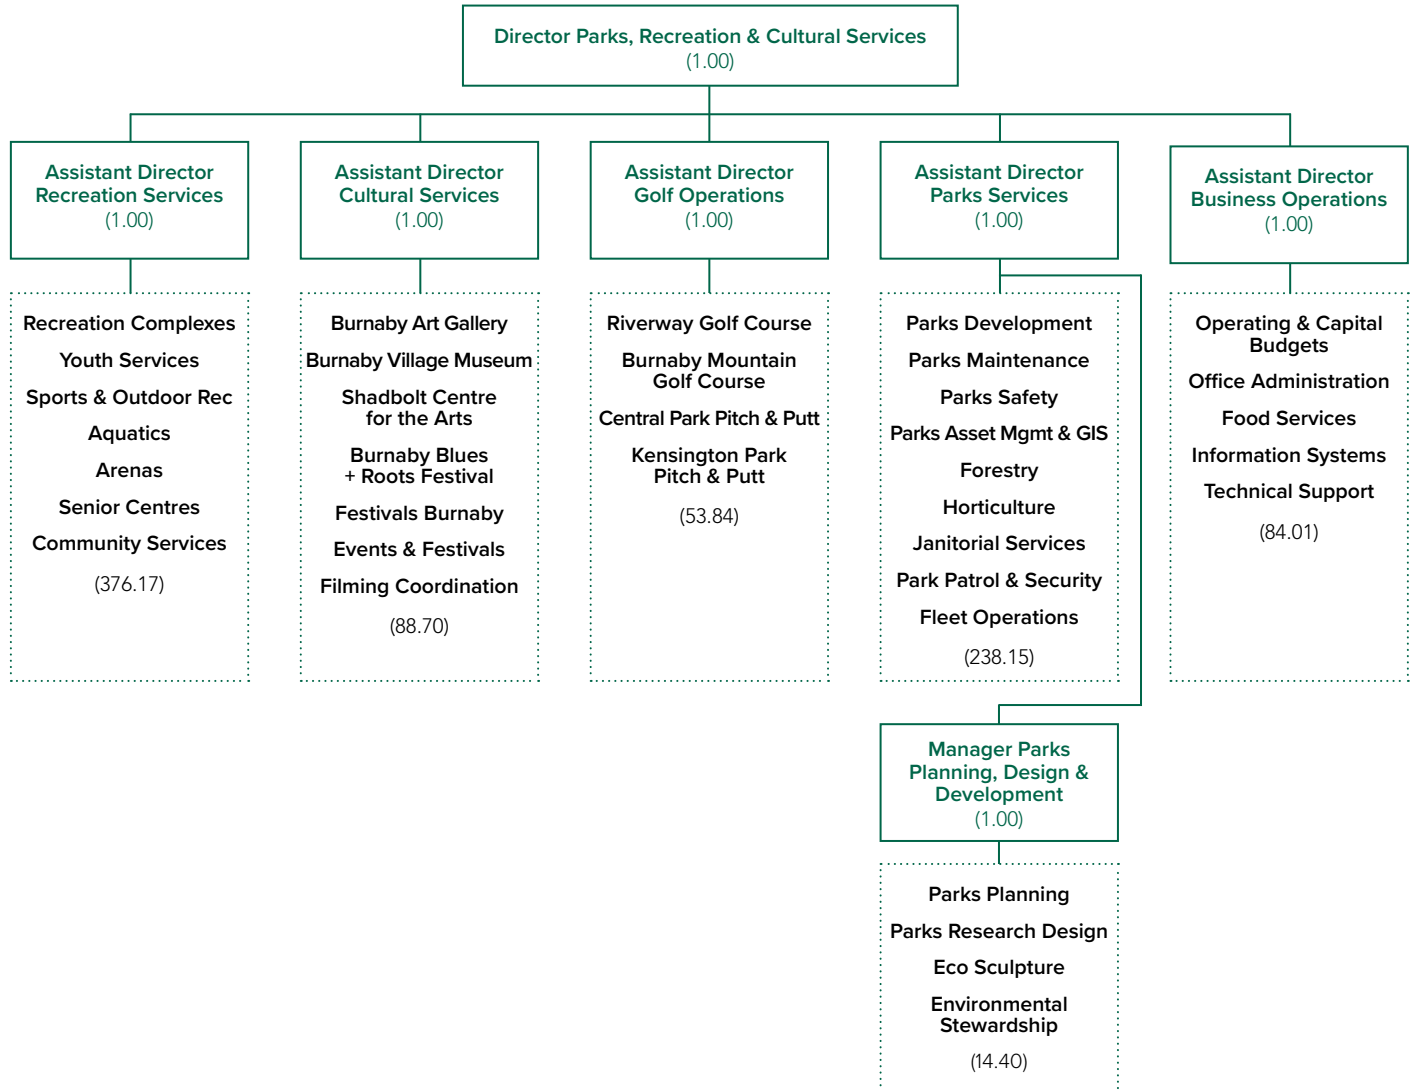 Director Parks, Recreation & Cultural Services
(1.00)
Assistant Director
Recreation Services
(1.00)
Recreation Complexes
Youth Services
Sports & Outdoor Rec
Aquatics
Arenas
Senior Centres
Community Services
(376.17)
Assistant Director
Cultural Services
(1.00)
Burnaby Art Gallery
Burnaby Village Museum
Shadbolt Centre
for the Arts
Burnaby Blues
+ Roots Festival
Festivals Burnaby
Events & Festivals
Filming Coordination
(88.70)
Assistant Director
Golf Operations
(1.00)
Riverway Golf Course
Burnaby Mountain
Golf Course
Central Park Pitch & Putt
Kensington Park
Pitch & Putt
(53.84)
Assistant Director
Parks Services
(1.00)
Parks Development
Parks Maintenance
Parks Safety
Parks Asset Mgmt & GIS
Forestry
Horticulture
Janitorial Services
Park Patrol & Security
Fleet Operations
(238.15)
Manager Parks
Planning, Design &
Development
(1.00)
Parks Planning
Parks Research Design
Eco Sculpture
Environmental
Stewardship
(14.40)
Assistant Director
Business Operations
(1.00)
Operating & Capital
Budgets
Office Administration
Food Services
Information Systems
Technical Support
(84.01)